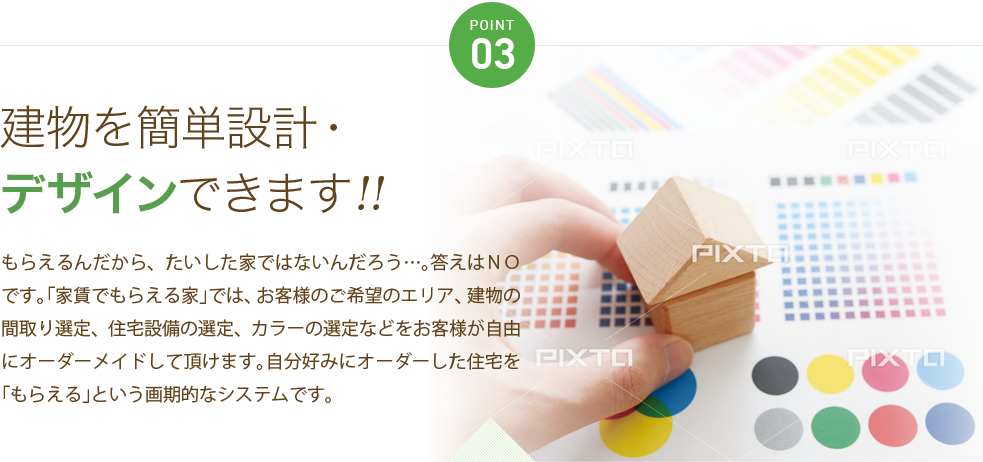 POINT
03
建物を簡単設計・
デザインできます!!
もらえるんだから、たいした家ではないんだろう…。答えはＮＯ
です。「家賃でもらえる家」では、お客様のご希望のエリア、建物の
間取り選定、住宅設備の選定、カラーの選定などをお客様が自由
にオーダーメイドして頂けます。自分好みにオーダーした住宅を
「もらえる」という画期的なシステムです。
PIXTA
PIXTA
PIXTA
PIXTA
PIXTA